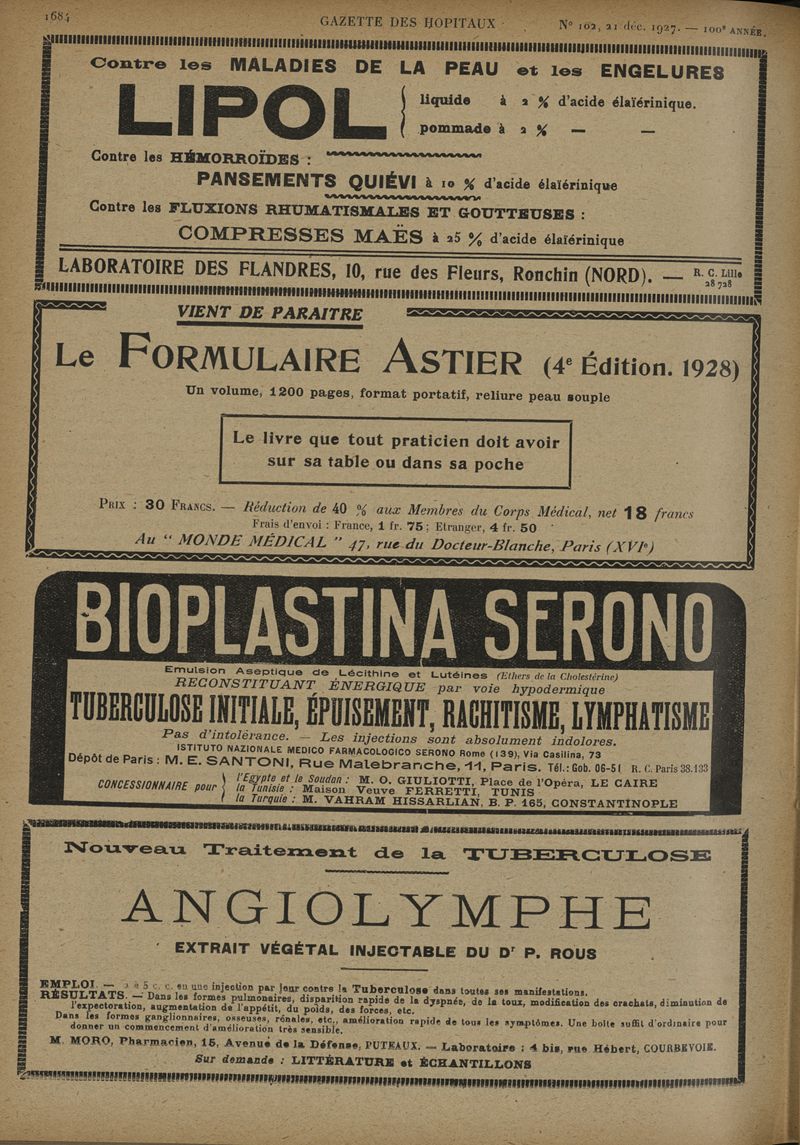 1684
GAZETTE DES HOPITAUX
N° 102, 21 déc. 1927. — 100e ANNÉE.
Contre les MALADIES DE LA PEAU et les ENGELURES
LIPOL
liquide à 2 % d'acide élaïérinique.
pommade à 2 % — —
Contre les HÉMORROÏDES :
PANSEMENTS QUIÉVI à 10 % d'acide élaïérinique
Contre les FLUXIONS RHUMATISMALES ET GOUTTEUSES :
COMPRESSES MAËS à 25 % d'acide élaïérinique
LABORATOIRE DES FLANDRES, 10, rue des Fleurs, Ronchin (NORD). — R. C. Lille
28 728
VIENT DE PARAITRE
Le FORMULAIRE ASTIER (4e Édition. 1928)
Un volume, 1200 pages, format portatif, reliure peau souple
Le livre que tout praticien doit avoir
sur sa table ou dans sa poche
PRIX : 30 FRANCS. — Réduction de 40 % aux Membres du Corps Médical, net 18 francs
Frais d'envoi : France, 1 fr. 75 ; Etranger, 4 fr. 50
Au " MONDE MÉDICAL " 47, rue du Docteur-Blanche, Paris (XVIe)
BIOPLASTINA SERONO
Emulsion Aseptique de Lécithine et Lutéines (Ethers de la Cholestérine)
RECONSTITUANT ÉNERGIQUE par voie hypodermique
TUBERCULOSE INITIALE, ÉPUISEMENT, RACHITISME, LYMPHATISME
Pas d'intolérance. — Les injections sont absolument indolores.
ISTITUTO NAZIONALE MEDICO FARMACOLOGICO SERONO Rome (139), Via Casilina, 73
Dépôt de Paris : M. E. SANTONI, Rue Malebranche, 11, Paris. Tél. : Gob. 06-51 R. C. Paris 38.133
CONCESSIONNAIRE pour
l'Egypte et le Soudan : M. O. GIULIOTTI, Place de l'Opéra, LE CAIRE
la Tunisie : Maison Veuve FERRETTI, TUNIS
la Turquie : M. VAHRAM HISSARLIAN, B. P. 165, CONSTANTINOPLE
Nouveau Traitement de la TUBERCULOSE
ANGIOLYMPHE
EXTRAIT VÉGÉTAL INJECTABLE DU Dr P. ROUS
EMPLOI. — 2 à 5 c. c. en une injection par jour contre la Tuberculose dans toutes ses manifestations.
RÉSULTATS. — Dans les formes pulmonaires, disparition rapide de la dyspnée, de la toux, modification des crachats, diminution de
l'expectoration, augmentation de l'appétit, du poids, des forces, etc.
Dans les formes ganglionnaires, osseuses, rénales, etc., amélioration rapide de tous les symptômes. Une boîte suffit d'ordinaire pour
donner un commencement d'amélioration très sensible.
M. MORO, Pharmacien, 15, Avenue de la Défense, PUTEAUX. — Laboratoire : 4 bis, rue Hébert, COURBEVOIE.
Sur demande : LITTÉRATURE et ÉCHANTILLONS